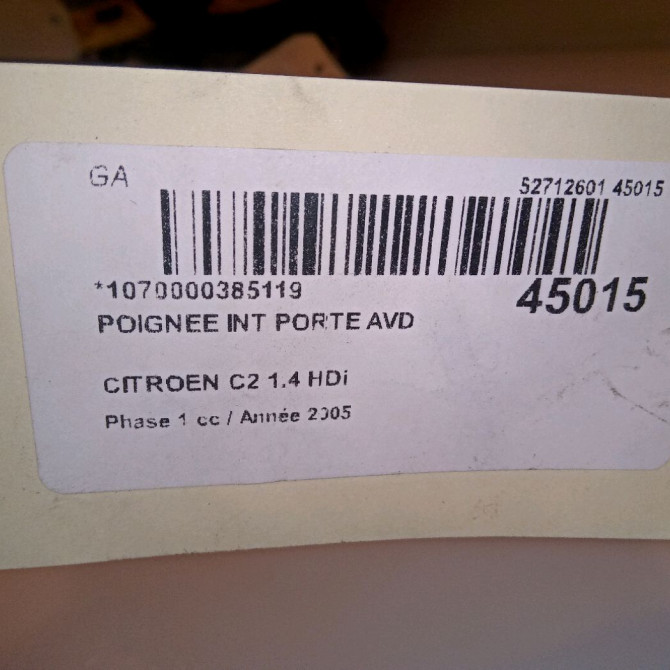 GA
52712601 45015
*1070000385119
45015
POIGNEE INT PORTE AVD
CITROEN C2 1.4 HDi
Phase 1 cc / Année 2005